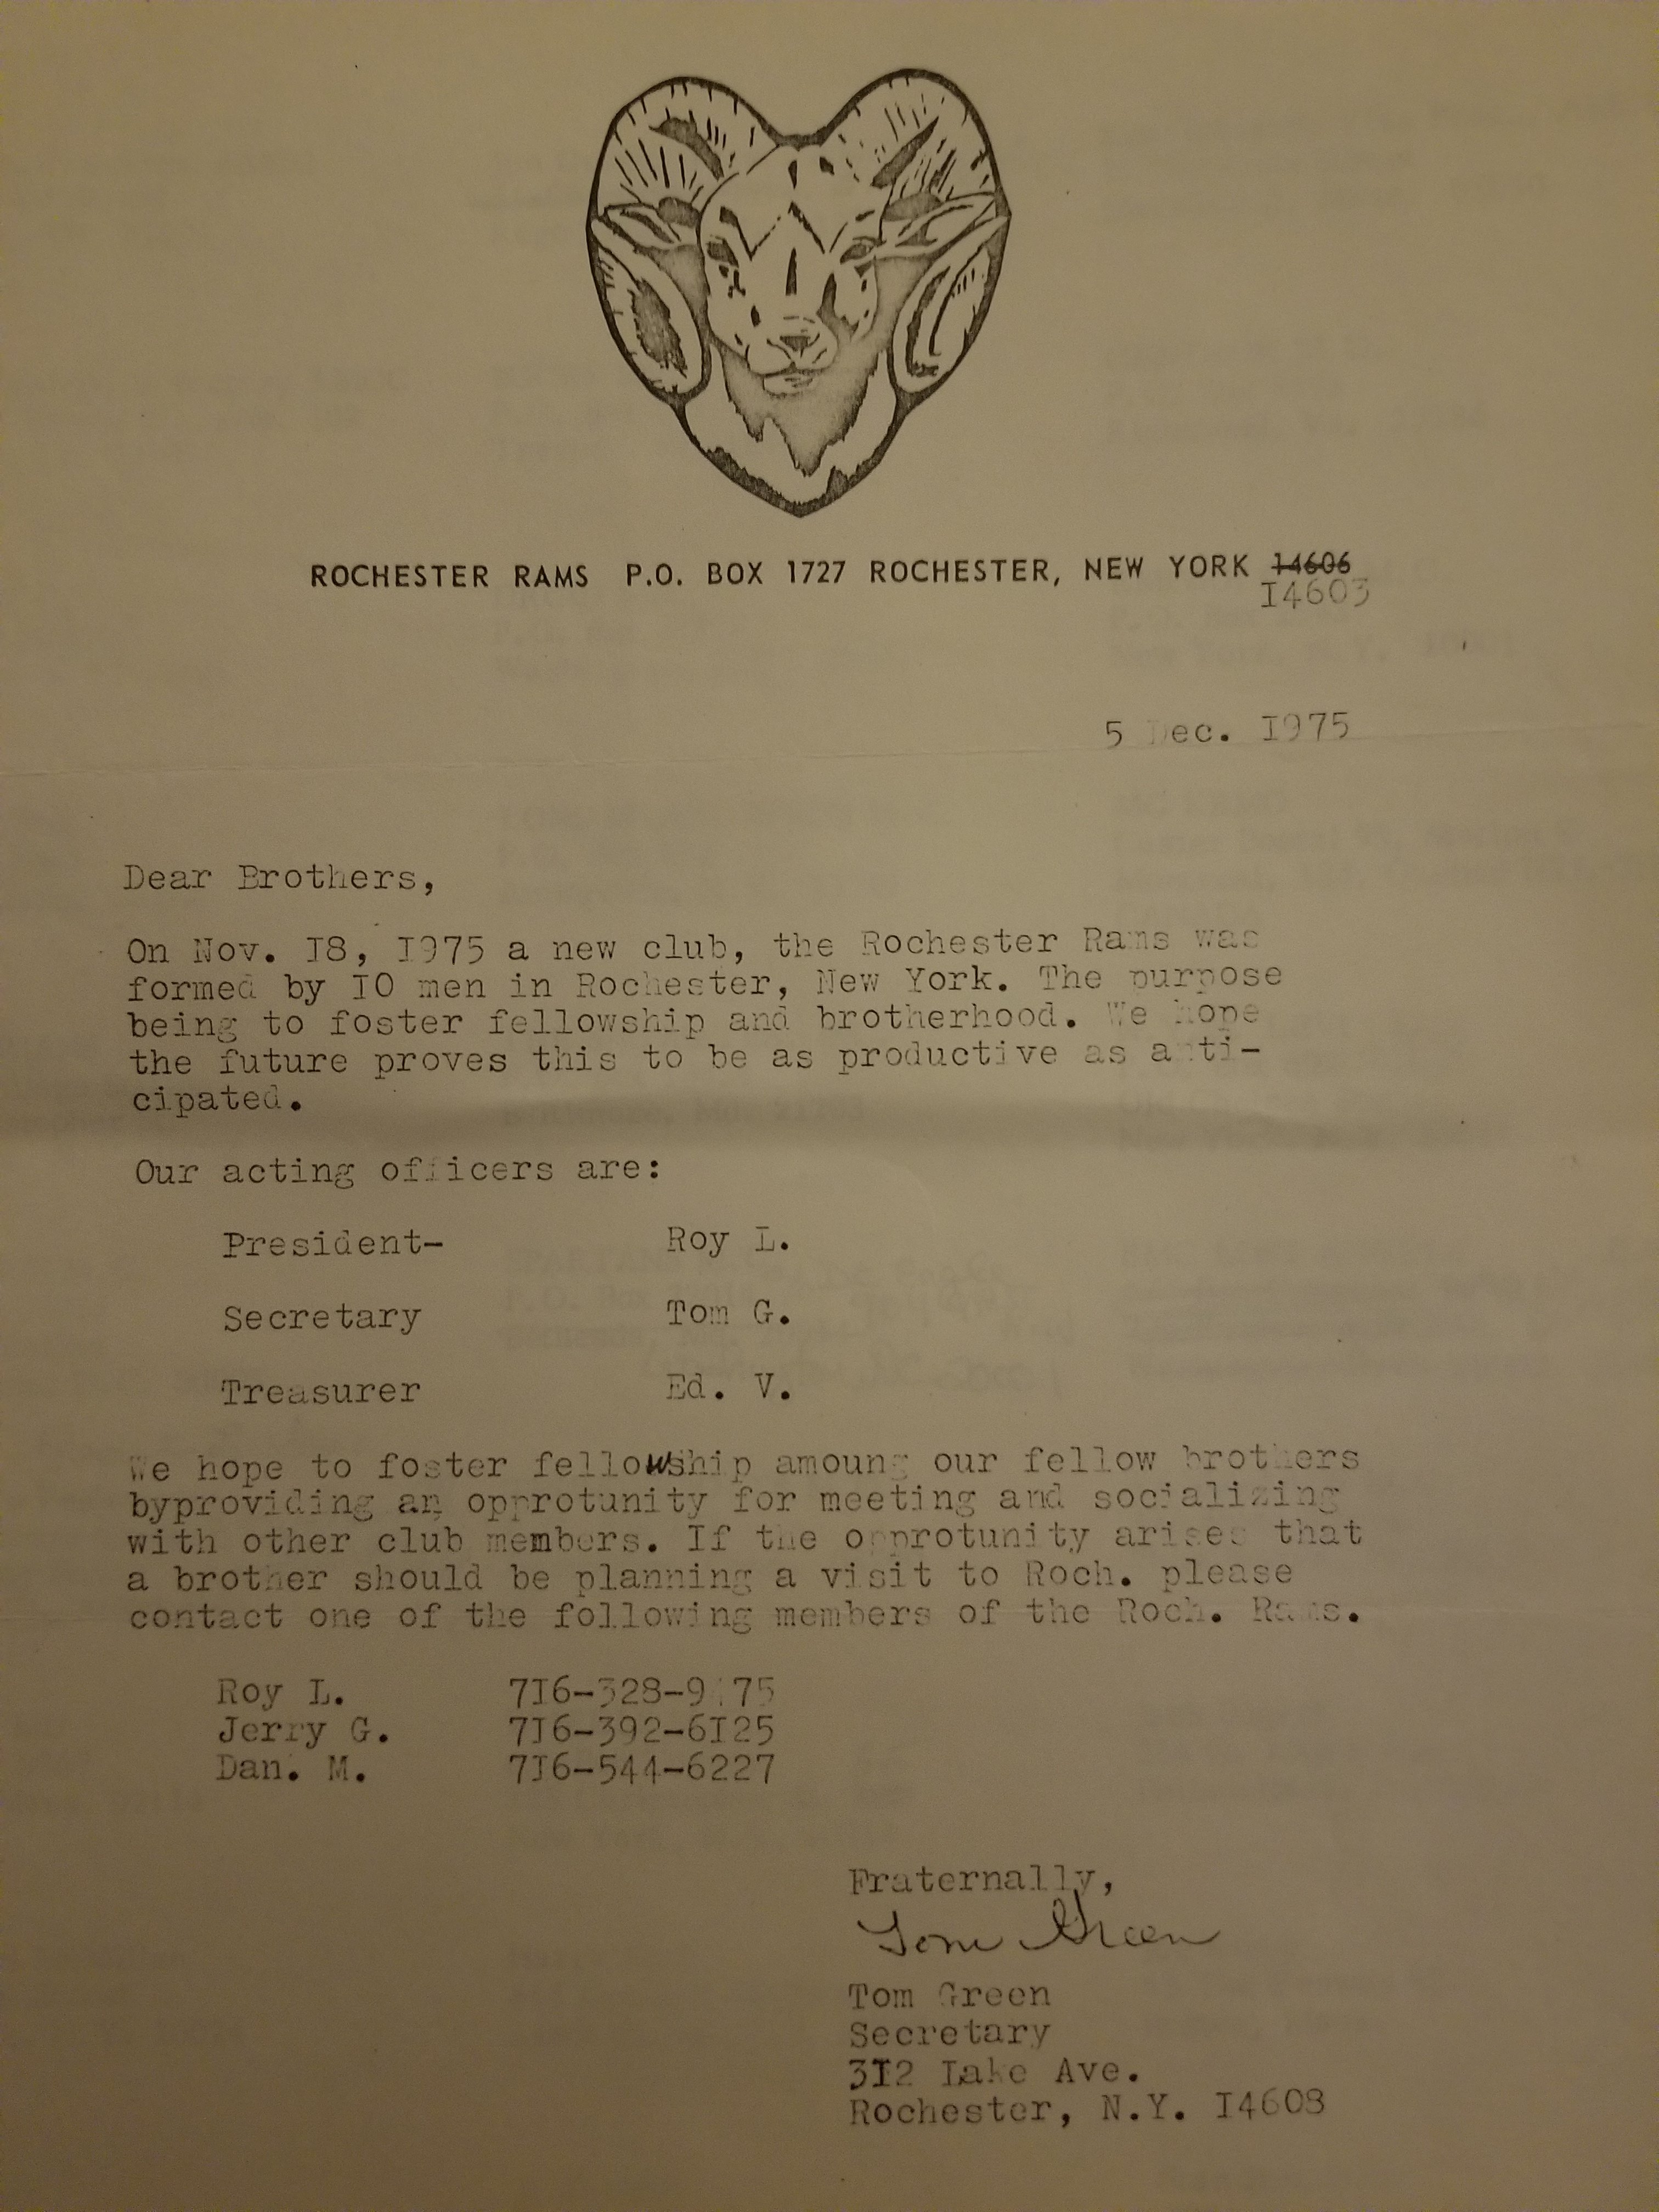 ROCHESTER RAMS P.O. BOX 1727 ROCHESTER, NEW YORK 14606
I4603
5 Dec. I975
Dear Brothers,
On Nov. I8, I975 a new club, the Rochester Rams was
formed by IO men in Rochester, New York. The purpose
being to foster fellowship and brotherhood. We hope
the future proves this to be as productive as anti-
cipated.
Our acting officers are:
President- Roy L.
Secretary Tom G.
Treasurer Ed. V.
We hope to foster fellowship amoung our fellow brothers
byproviding an opprotunity for meeting and socializing
with other club members. If the opprotunity arises that
a brother should be planning a visit to Roch. please
contact one of the following members of the Roch. Rams.
Roy L.
Jerry G. 7I6-392-6I25
Dan. M. 7I6-544-6227
Fraternally,
Tom Green
Tom Green
Secretary
3I2 Lake Ave.
Rochester, N.Y. I4608